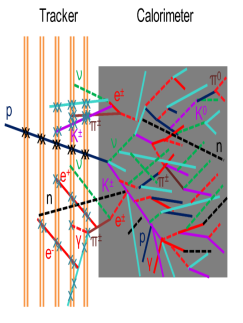 Tracker Calorimeter
π⁰
ν e± K⁰
p
K± π± ν n
ν
e⁺ π±
n K± ν
e±
e⁻ γ π± p γ